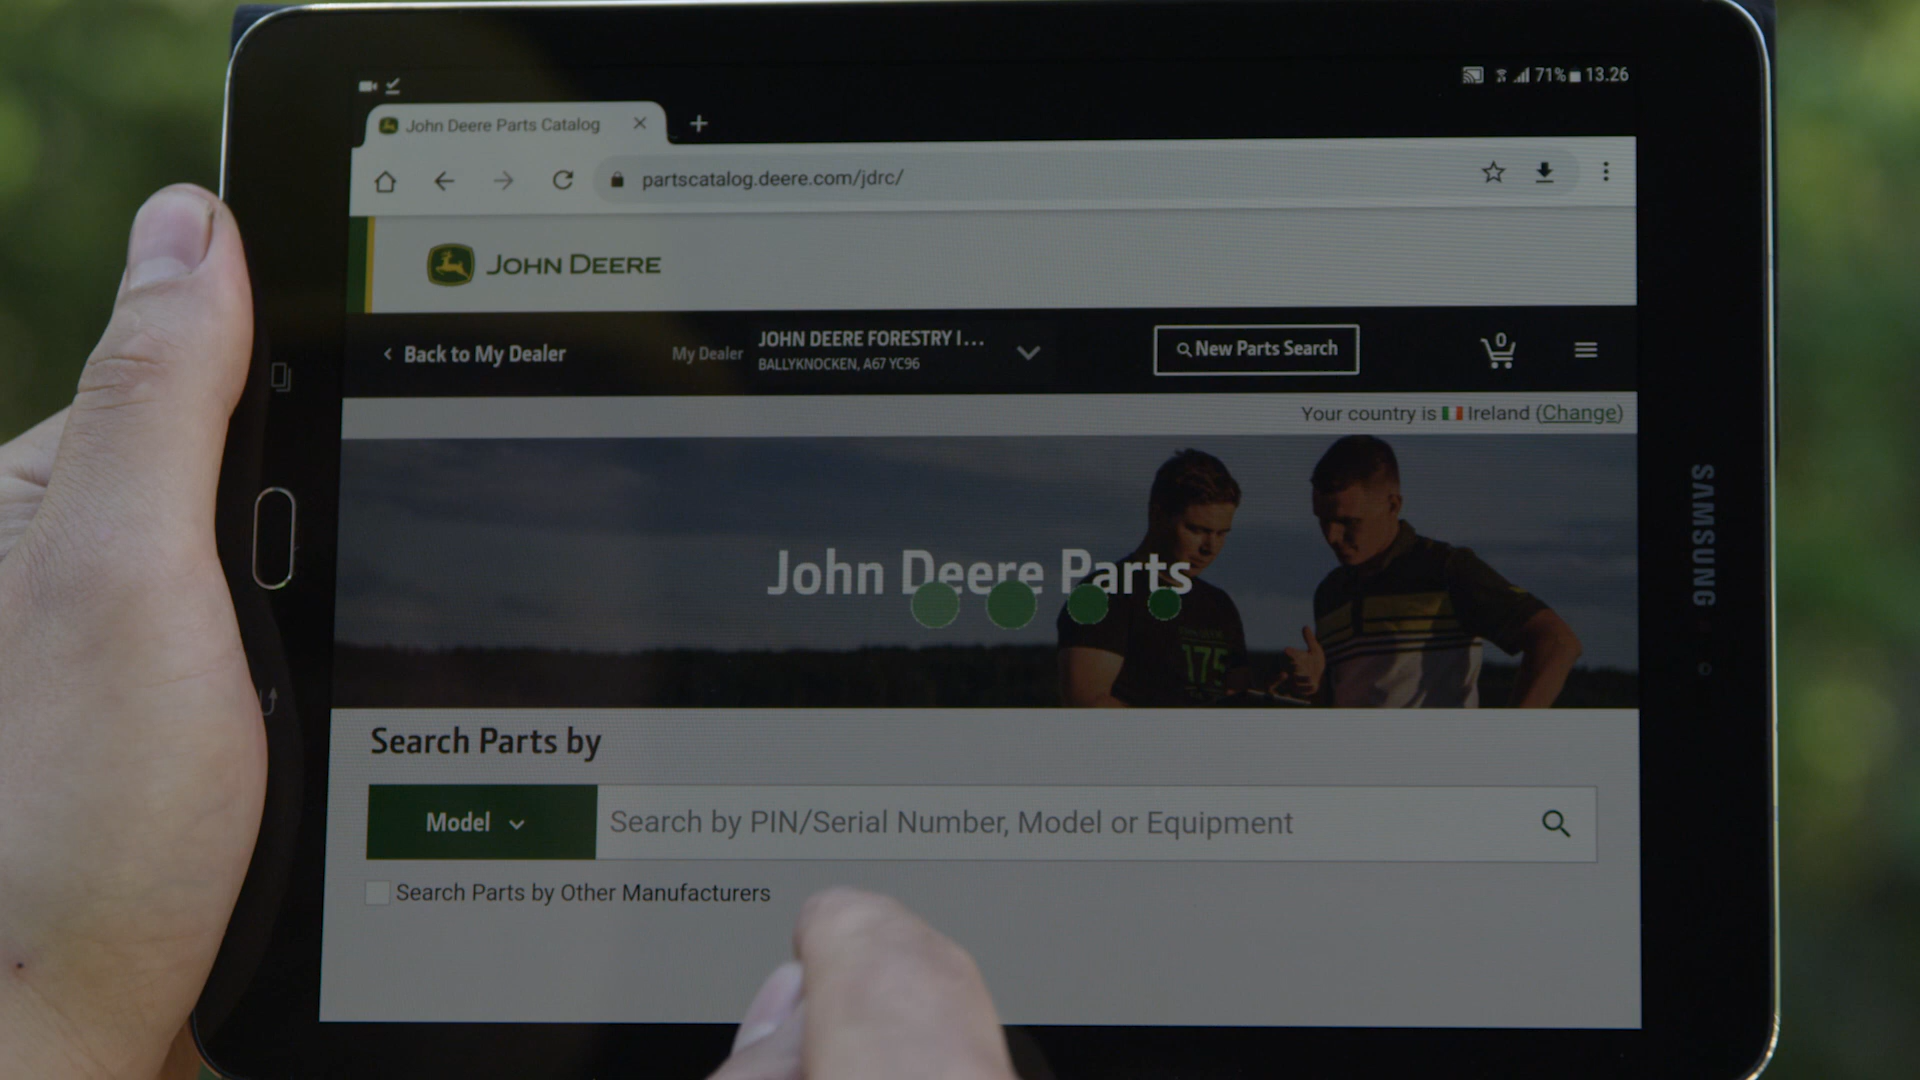 71% 13.26
John Deere Parts Catalog
partscatalog.deere.com/jdrc/
JOHN DEERE
Back to My Dealer
My Dealer
JOHN DEERE FORESTRY I...
BALLYKNOCKEN, A67 YC96
New Parts Search
0
Your country is Ireland (Change)
John Deere Parts
175
SAMSUNG
Search Parts by
Model
Search by PIN/Serial Number, Model or Equipment
Search Parts by Other Manufacturers